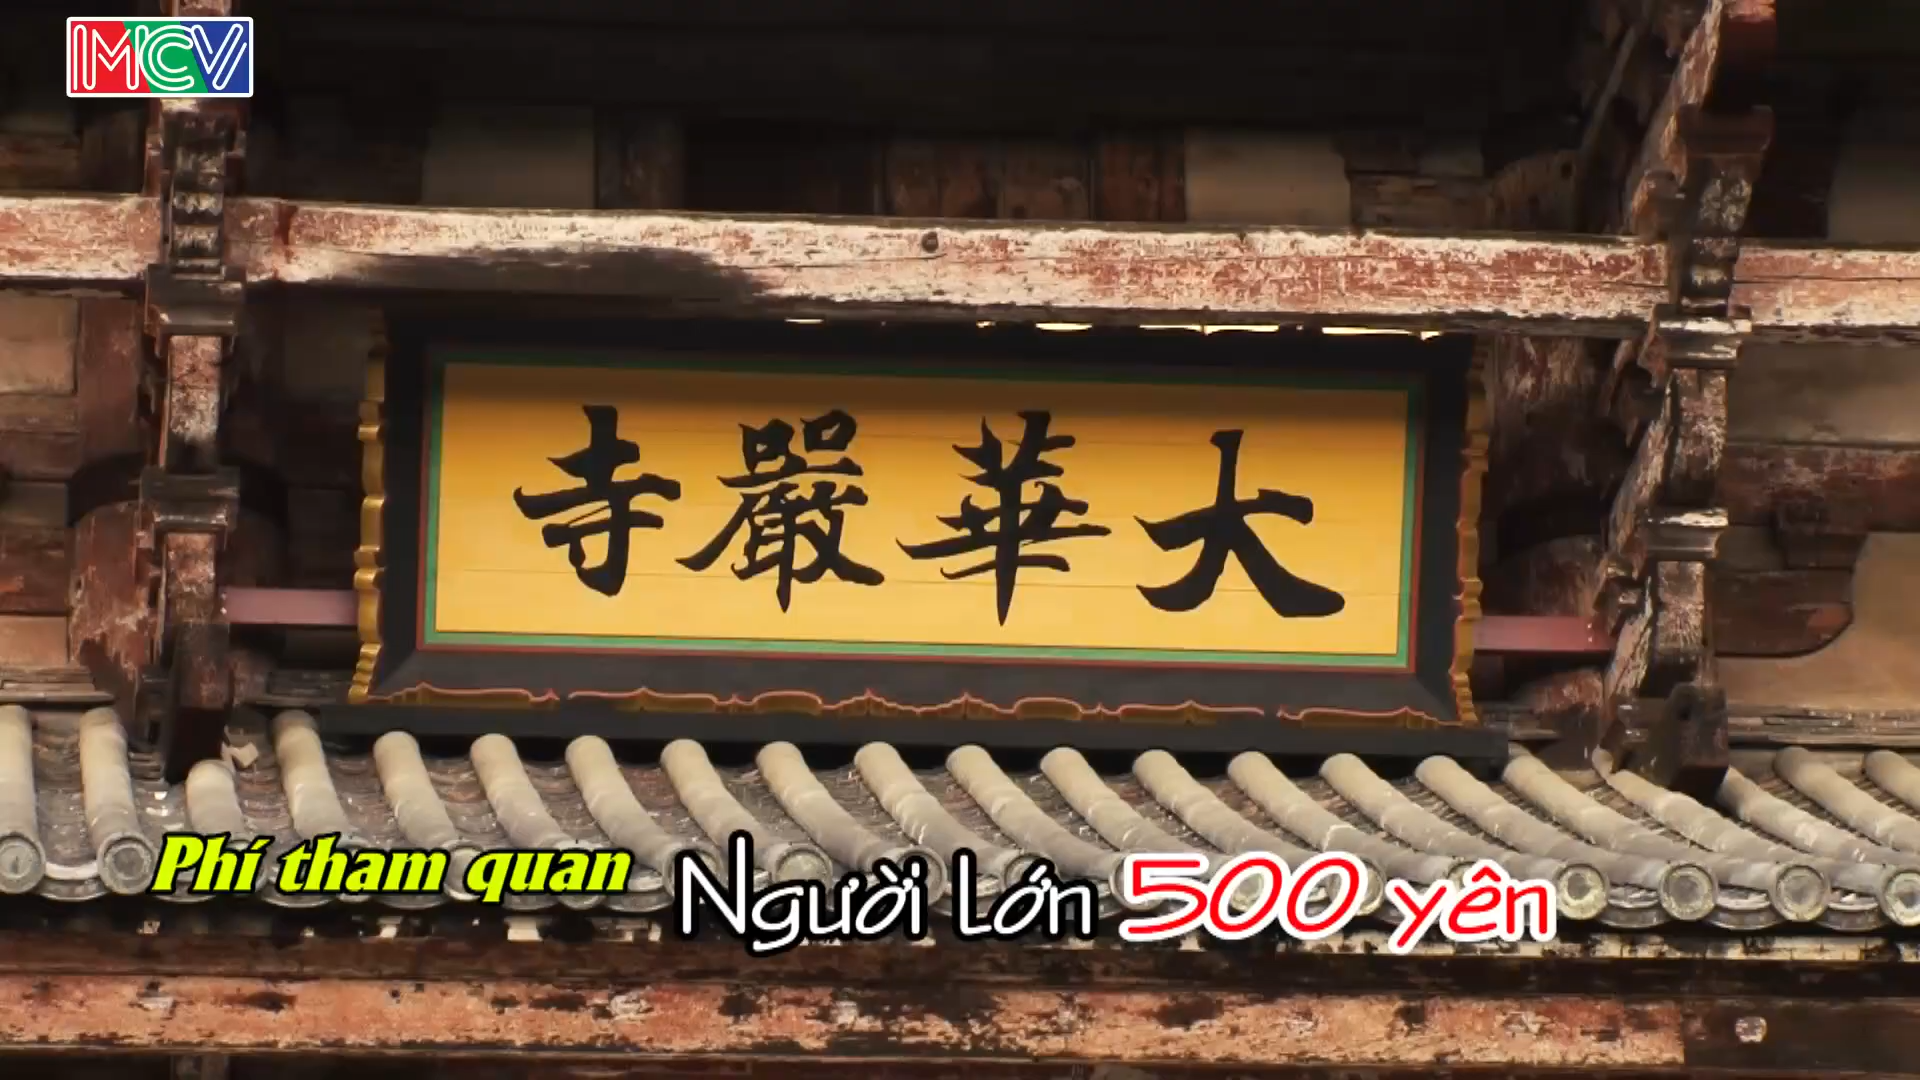 MCV
大華嚴寺
Phí tham quan Người Lớn 500 yên